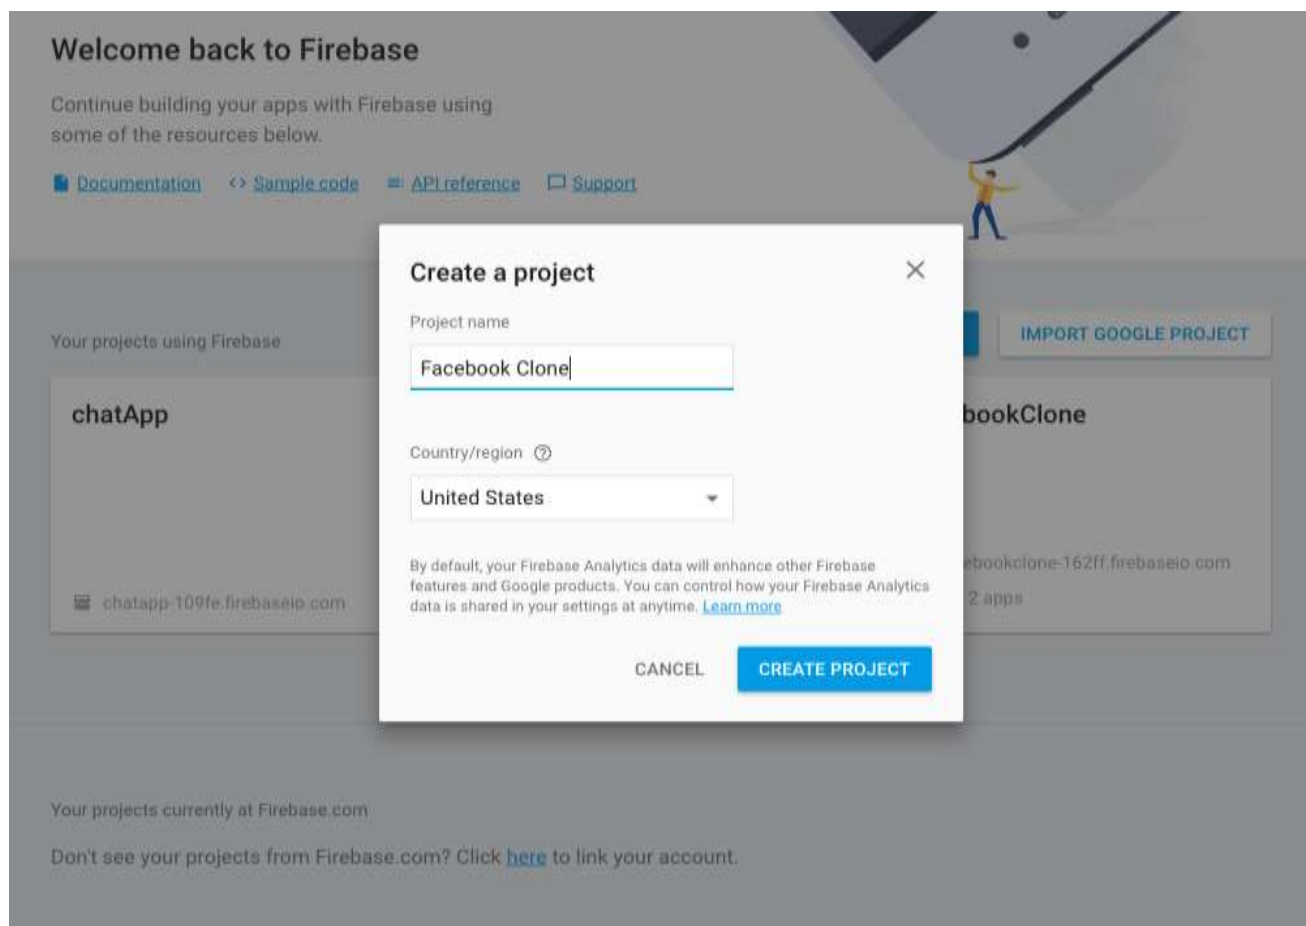 Welcome back to Firebase
Continue building your apps with Firebase using
some of the resources below.
Documentation <> Sample code API reference Support
Create a project
Project name
Facebook Clone
Your projects using Firebase
IMPORT GOOGLE PROJECT
chatApp
bookClone
Country/region
United States
By default, your Firebase Analytics data will enhance other Firebase
features and Google products. You can control how your Firebase Analytics
data is shared in your settings at anytime. Learn more
ebookclone-162ff.firebaseio.com
chatapp-109fe.firebaseio.com
2 apps
CANCEL CREATE PROJECT
Your projects currently at Firebase.com
Don't see your projects from Firebase.com? Click here to link your account.